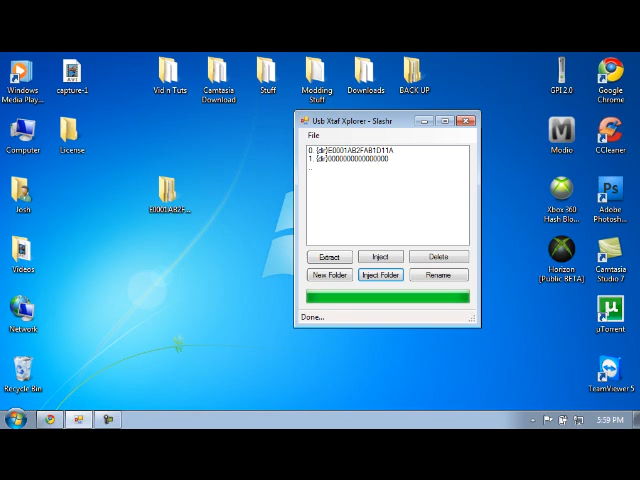 Windows
Media Play...
capture-1
Vid n Tuts
Camtasia
Download
Stuff
Modding
Stuff
Downloads
BACK UP
GPI 2.0
Google
Chrome
Computer
License
Modio
CCleaner
Josh
E0001AB2F...
Xbox 360
Hash Blo...
Adobe
Photosh...
Videos
Horizon
[Public BETA]
Camtasia
Studio 7
Network
µTorrent
Recycle Bin
TeamViewer 5
Usb Xtaf Xplorer - Slashr
File
0. {dir}E0001AB2FAB1D11A
1. {dir}0000000000000000
..
Extract
Inject
Delete
New Folder
Inject Folder
Rename
Done...
5:59 PM